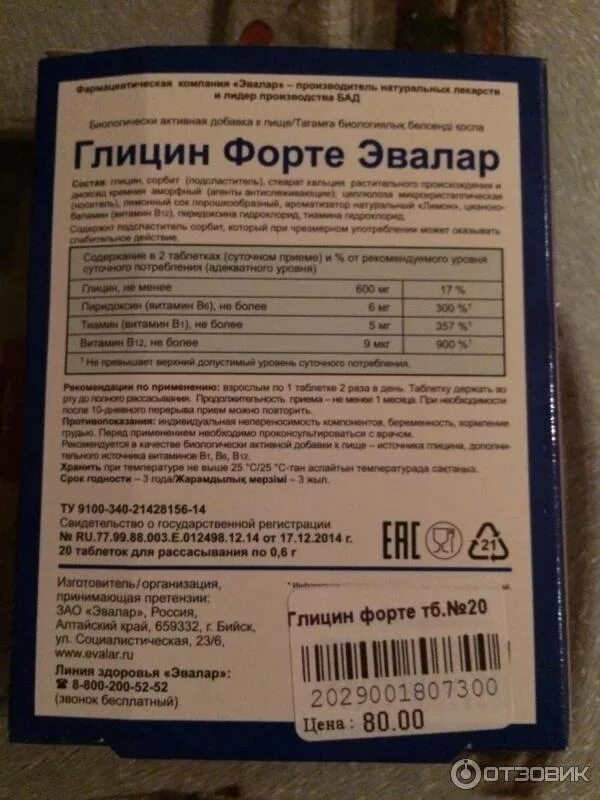 Фармацевтическая компания «Эвалар» – производитель натуральных лекарств
и лидер производства БАД
Биологически активная добавка к пище/Тағамға биологиялық белсенді қоспа
Глицин Форте Эвалар
Состав: глицин, сорбит (подсластитель), стеарат кальция растительного происхождения и
диоксид кремния аморфный (агенты антислеживающие), целлюлоза микрокристаллическая
(носитель), лимонный сок порошкообразный, ароматизатор натуральный «Лимон», циано-
баламин (витамин В12), пиридоксина гидрохлорид, тиамина гидрохлорид.
Содержит подсластитель сорбит, который при чрезмерном употреблении может оказывать
слабительное действие.
Содержание в 2 таблетках (суточном приеме) и % от рекомендуемого уровня
суточного потребления (адекватного уровня)
Глицин, не менее 600 мг 17 %
Пиридоксин (витамин В6), не более 6 мг 300 %¹
Тиамин (витамин В1), не более 5 мг 357 %¹
Витамин В12, не более 9 мкг 900 %¹
¹ Не превышает верхний допустимый уровень суточного потребления.
Рекомендации по применению: взрослым по 1 таблетке 2 раза в день. Таблетку держать во
рту до полного рассасывания. Продолжительность приема – не менее 1 месяца. При необходимости
после 10-дневного перерыва прием можно повторить.
Противопоказания: индивидуальная непереносимость компонентов, беременность, кормление
грудью. Перед применением необходимо проконсультироваться с врачом.
Рекомендуется в качестве биологически активной добавки к пище – источника глицина, дополни-
тельного источника витаминов В1, В6, В12.
Хранить при температуре не выше 25 °С/25 °С-тан аспайтын температурада сақтаңыз.
Срок годности - 3 года/Жарамдылық мерзімі – 3 жыл.
ТУ 9100-340-21428156-14
Свидетельство о государственной регистрации
№ RU.77.99.88.003.Е.012498.12.14 от 17.12.2014 г.
20 таблеток для рассасывания по 0,6 г
EAC
21
Изготовитель/организация,
принимающая претензии:
ЗАО «Эвалар», Россия,
Алтайский край, 659332, г. Бийск,
ул. Социалистическая, 23/6,
www.evalar.ru
Линия здоровья «Эвалар»:
☎ 8-800-200-52-52
(звонок бесплатный)
Глицин форте тб.№20
2029001807300
Цена : 80.00
ОТЗОВИК